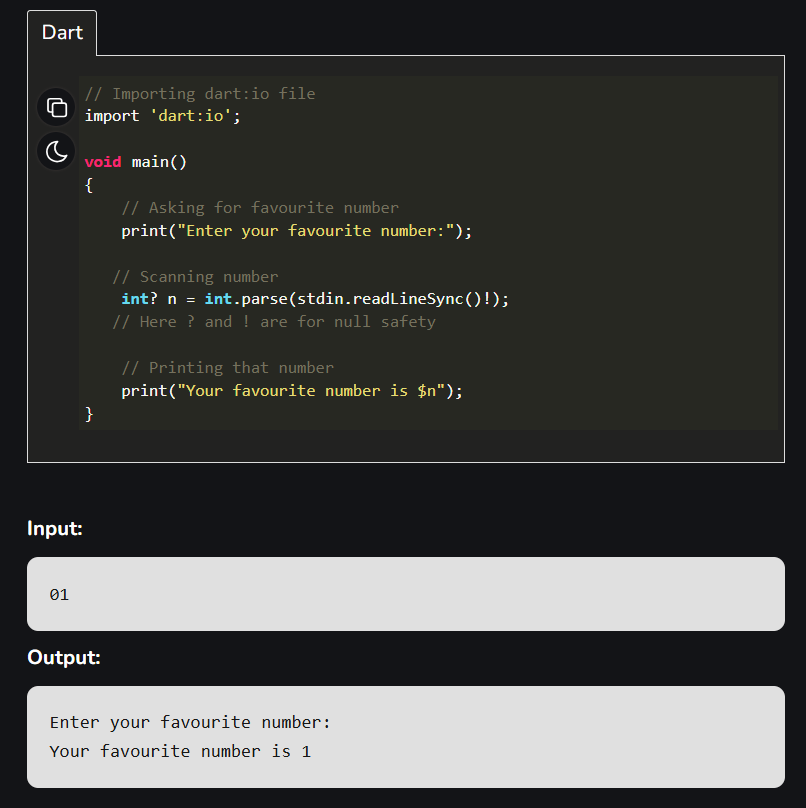 Dart
// Importing dart:io file
import 'dart:io';
void main()
{
// Asking for favourite number
print("Enter your favourite number:");
// Scanning number
int? n = int.parse(stdin.readLineSync()!);
// Here ? and ! are for null safety
// Printing that number
print("Your favourite number is $n");
}
Input:
01
Output:
Enter your favourite number:
Your favourite number is 1